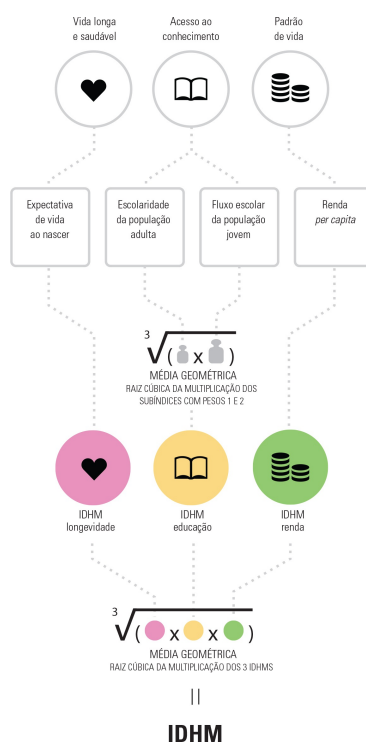 Vida longa
e saudável
Acesso ao
conhecimento
Padrão
de vida
Expectativa
de vida
ao nascer
Escolaridade
da população
adulta
Fluxo escolar
da população
jovem
Renda
per capita
3√( x )
MÉDIA GEOMÉTRICA
RAIZ CÚBICA DA MULTIPLICAÇÃO DOS
SUBÍNDICES COM PESOS 1 E 2
IDHM
longevidade
IDHM
educação
IDHM
renda
3√( x x )
MÉDIA GEOMÉTRICA
RAIZ CÚBICA DA MULTIPLICAÇÃO DOS 3 IDHMS
||
IDHM